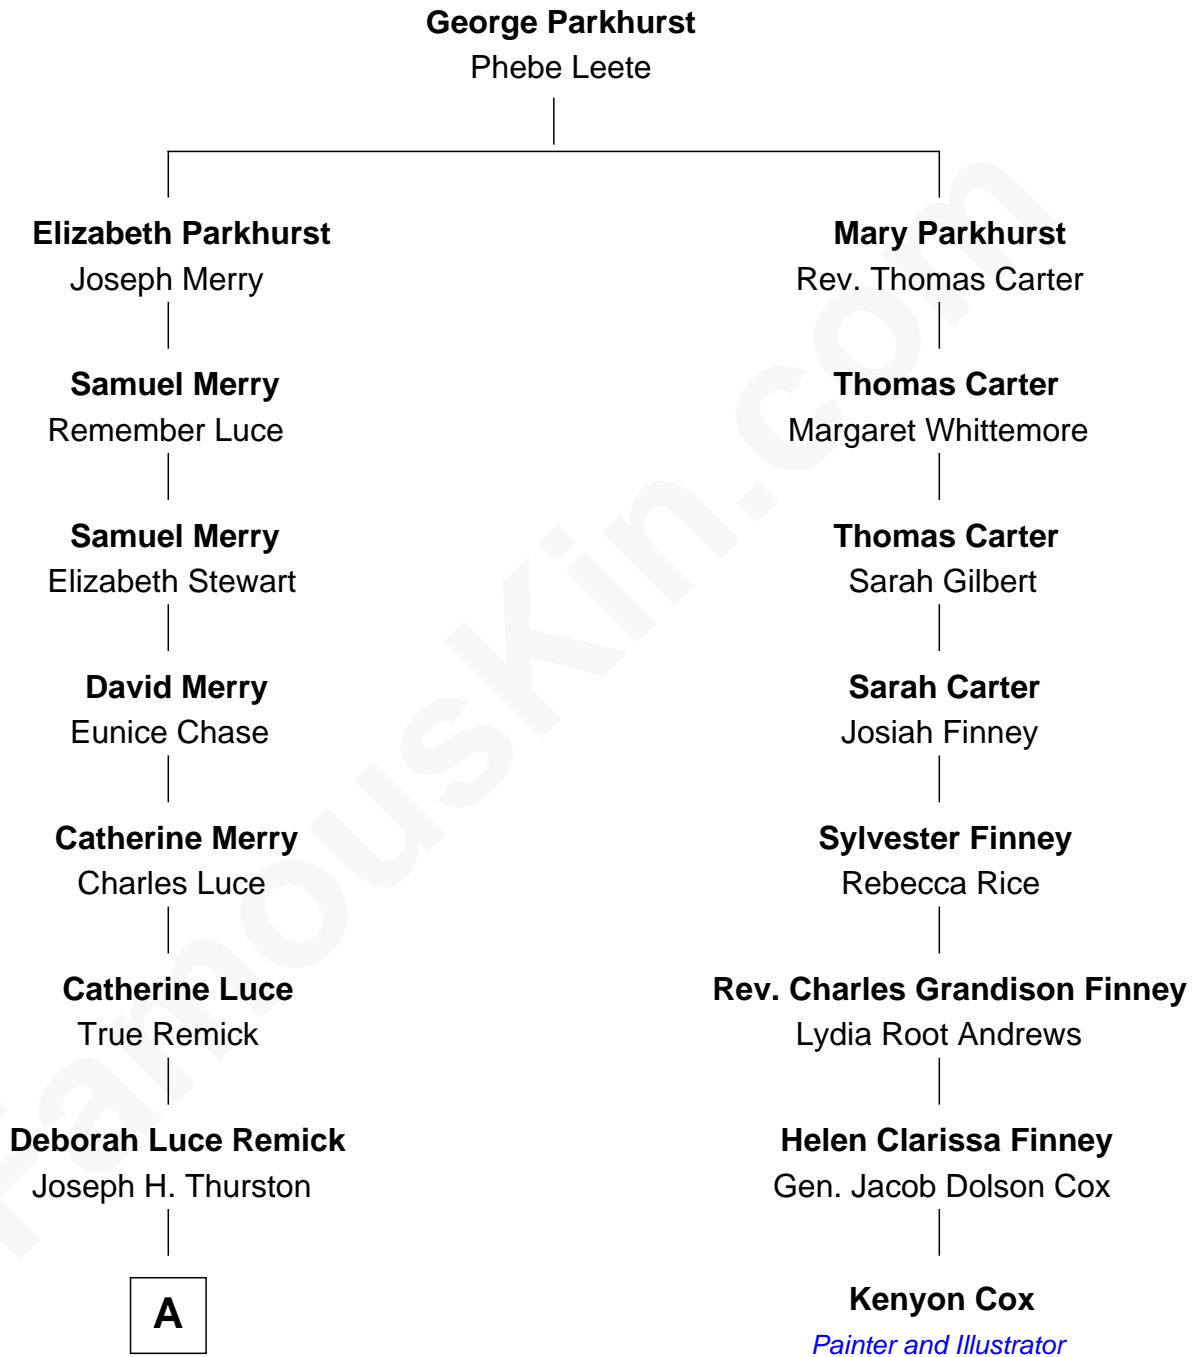 George Parkhurst
Phebe Leete
Elizabeth Parkhurst
Joseph Merry
Mary Parkhurst
Rev. Thomas Carter
Samuel Merry
Remember Luce
Thomas Carter
Margaret Whittemore
Samuel Merry
Elizabeth Stewart
Thomas Carter
Sarah Gilbert
David Merry
Eunice Chase
Sarah Carter
Josiah Finney
Catherine Merry
Charles Luce
Sylvester Finney
Rebecca Rice
Catherine Luce
True Remick
Rev. Charles Grandison Finney
Lydia Root Andrews
Deborah Luce Remick
Joseph H. Thurston
Helen Clarissa Finney
Gen. Jacob Dolson Cox
A
Kenyon Cox
Painter and Illustrator
FamousKin.com